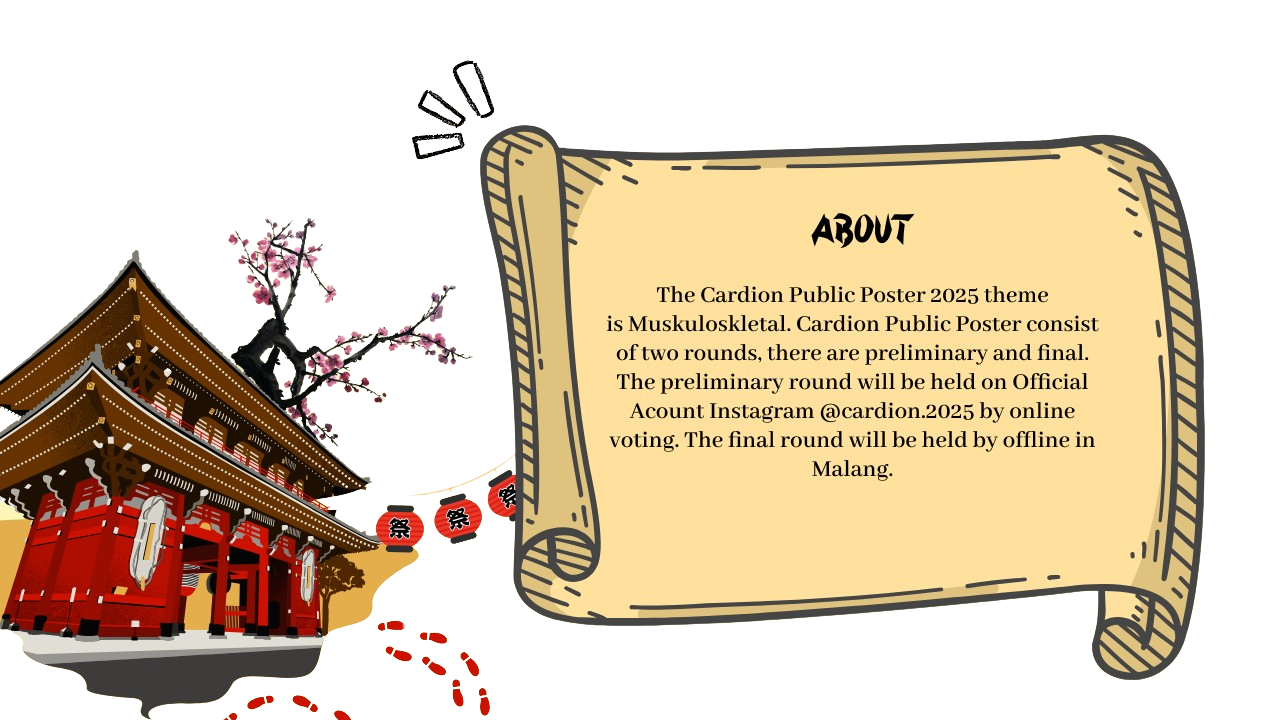 ABOUT
The Cardion Public Poster 2025 theme
is Muskuloskletal. Cardion Public Poster consist
of two rounds, there are preliminary and final.
The preliminary round will be held on Official
Acount Instagram @cardion.2025 by online
voting. The final round will be held by offline in
Malang.
祭
祭
祭